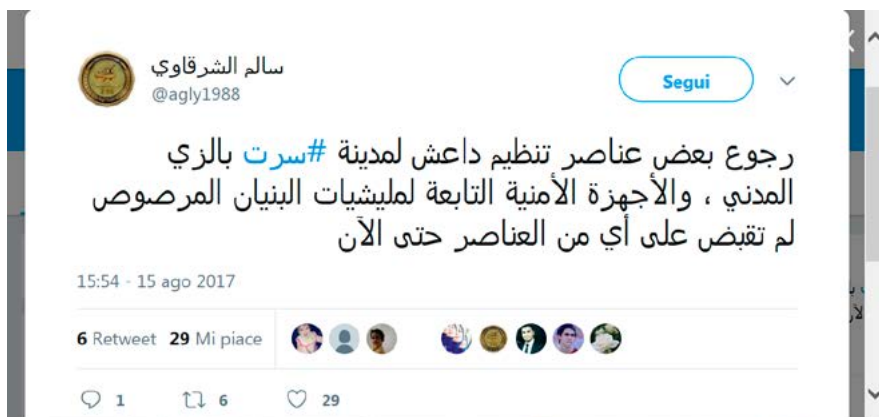 سالم الشرقاوي
@agly1988
Segui
رجوع بعض عناصر تنظيم داعش لمدينة #سرت بالزي
المدني ، والأجهزة الأمنية التابعة لمليشيات البنيان المرصوص
لم تقبض على أي من العناصر حتى الآن
15:54 - 15 ago 2017
6 Retweet 29 Mi piace
1 6 29